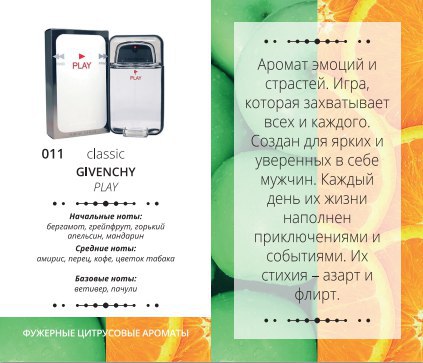 PLAY
PLAY
011 classic
GIVENCHY
PLAY
Начальные ноты:
бергамот, грейпфрут, горький
апельсин, мандарин
Средние ноты:
амирис, перец, кофе, цветок табака
Базовые ноты:
ветивер, пачули
ФУЖЕРНЫЕ ЦИТРУСОВЫЕ АРОМАТЫ
Аромат эмоций и
страстей. Игра,
которая захватывает
всех и каждого.
Создан для ярких и
уверенных в себе
мужчин. Каждый
день их жизни
наполнен
приключениями и
событиями. Их
стихия – азарт и
флирт.